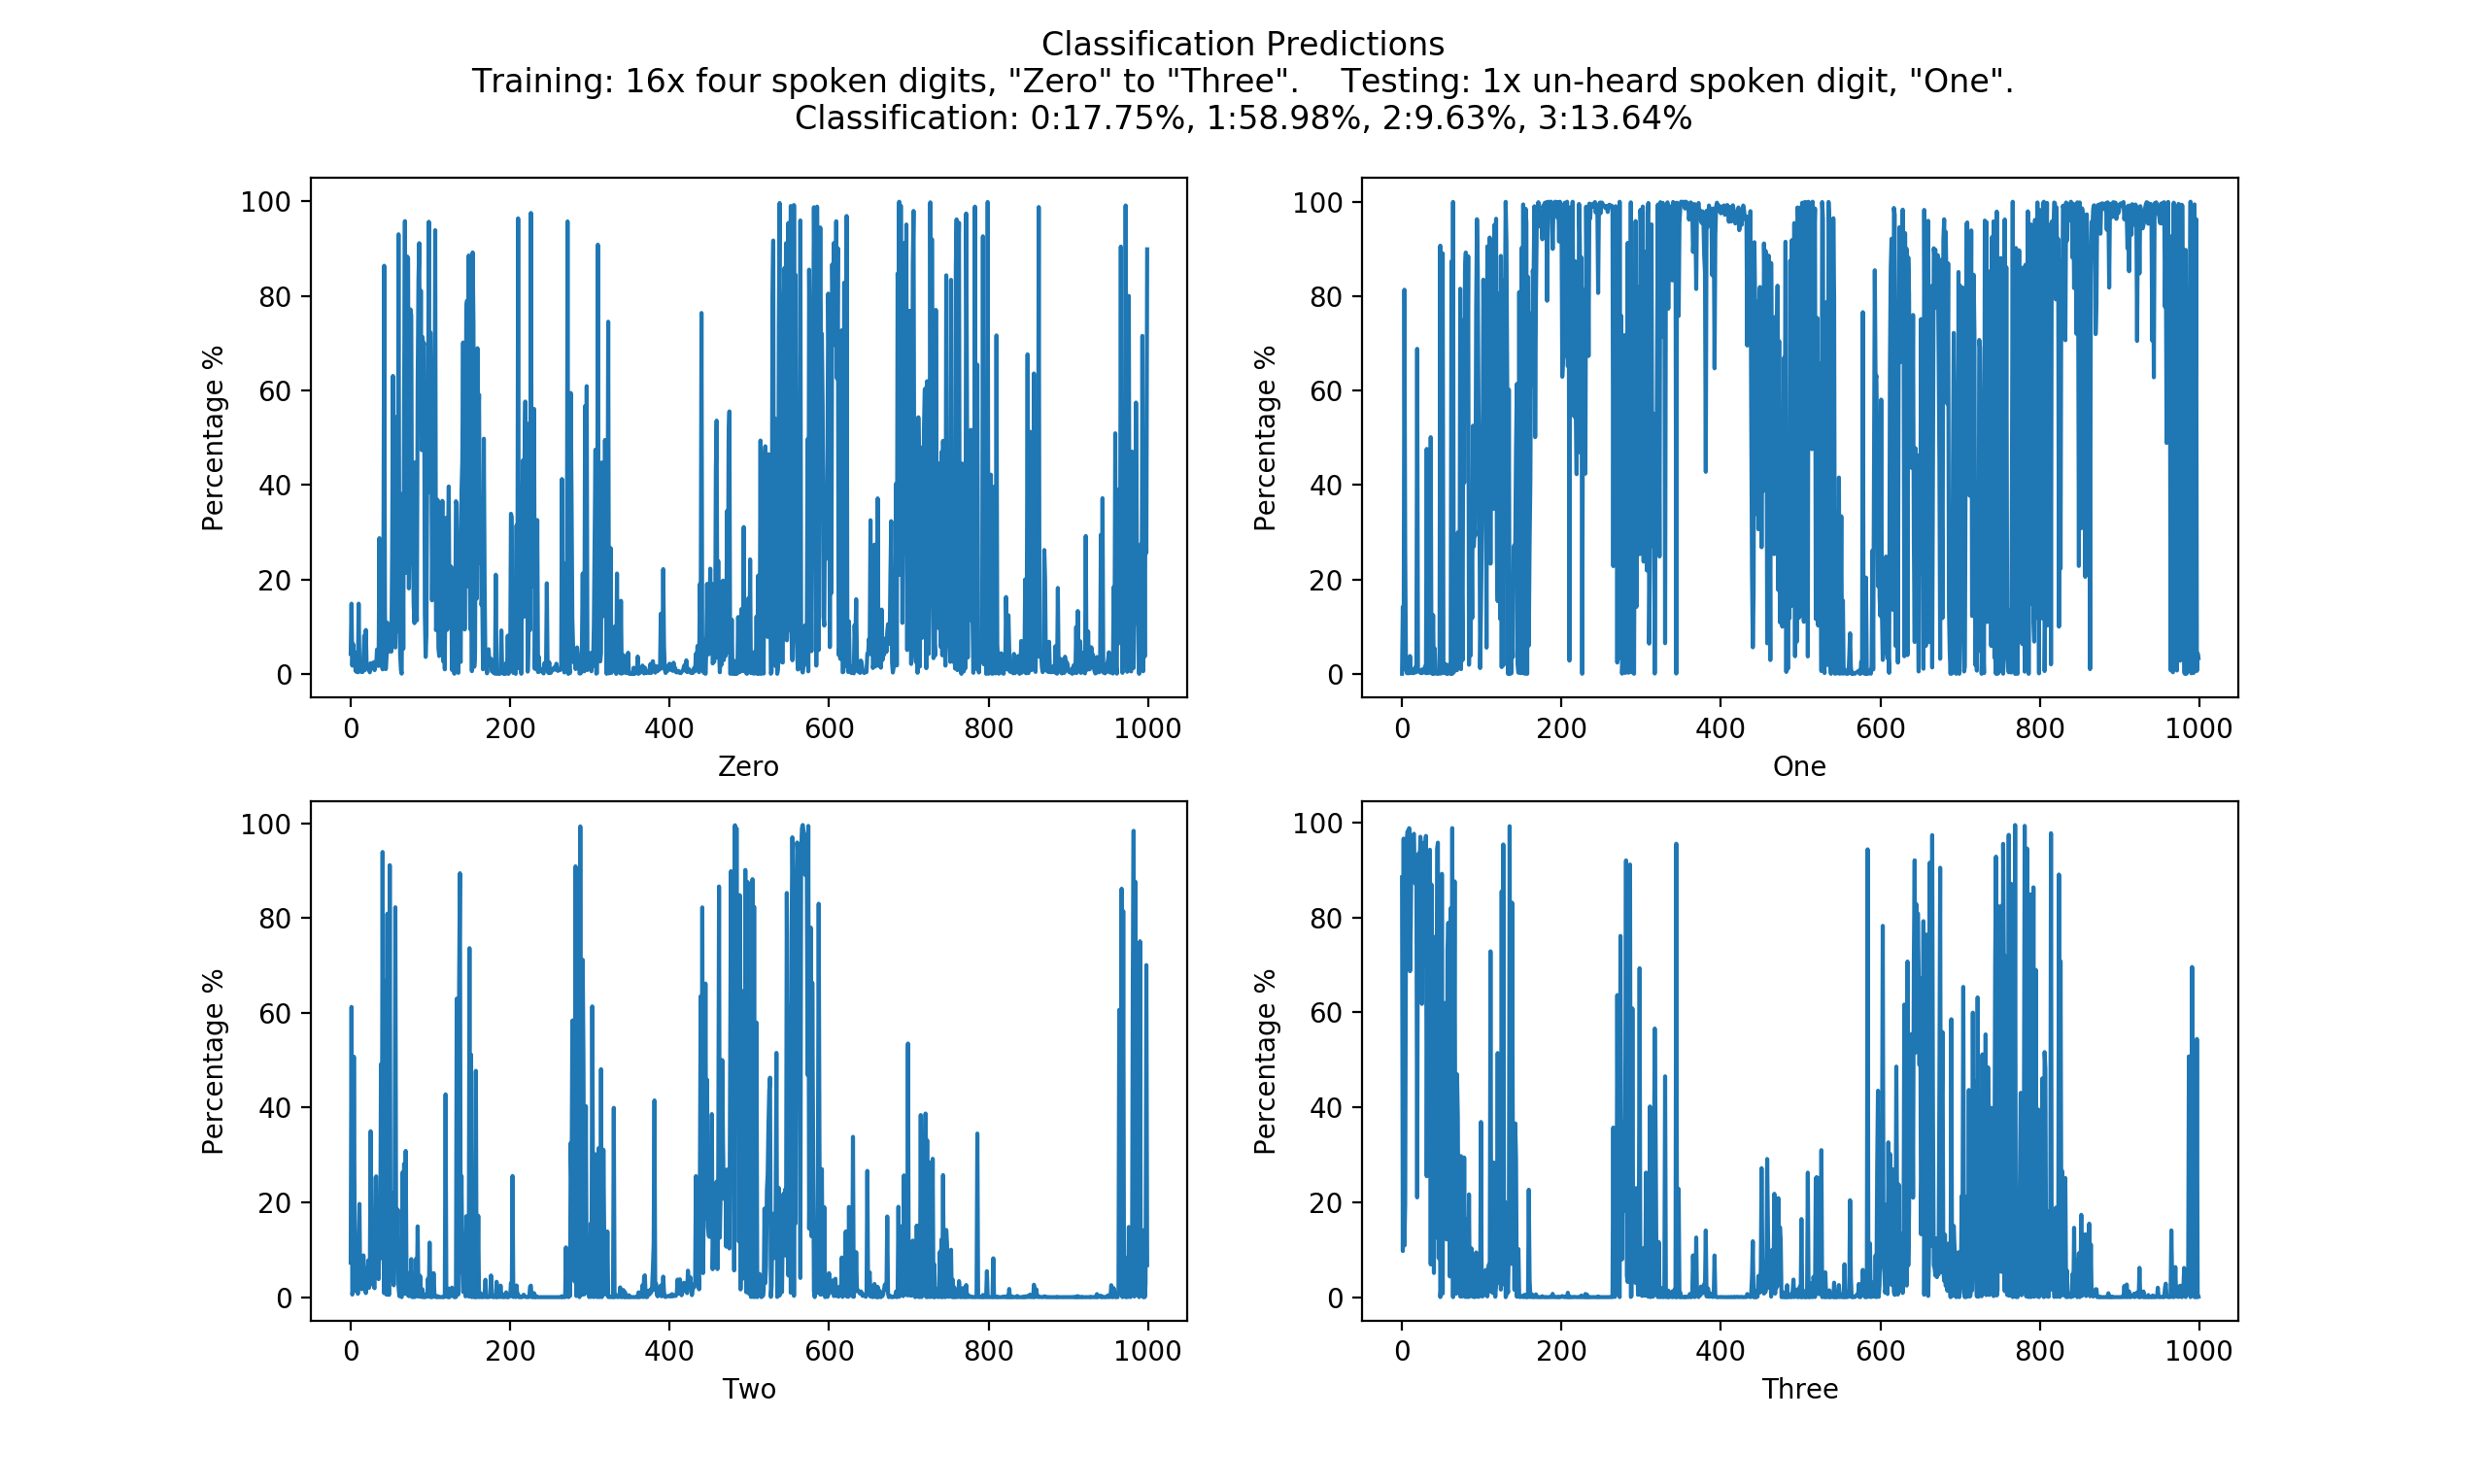 Classification Predictions
Training: 16x four spoken digits, "Zero" to "Three".    Testing: 1x un-heard spoken digit, "One".
Classification: 0:17.75%, 1:58.98%, 2:9.63%, 3:13.64%
Percentage %
100
80
60
40
20
0
0 200 400 600 800 1000
Zero
Percentage %
100
80
60
40
20
0
0 200 400 600 800 1000
One
Percentage %
100
80
60
40
20
0
0 200 400 600 800 1000
Two
Percentage %
100
80
60
40
20
0
0 200 400 600 800 1000
Three